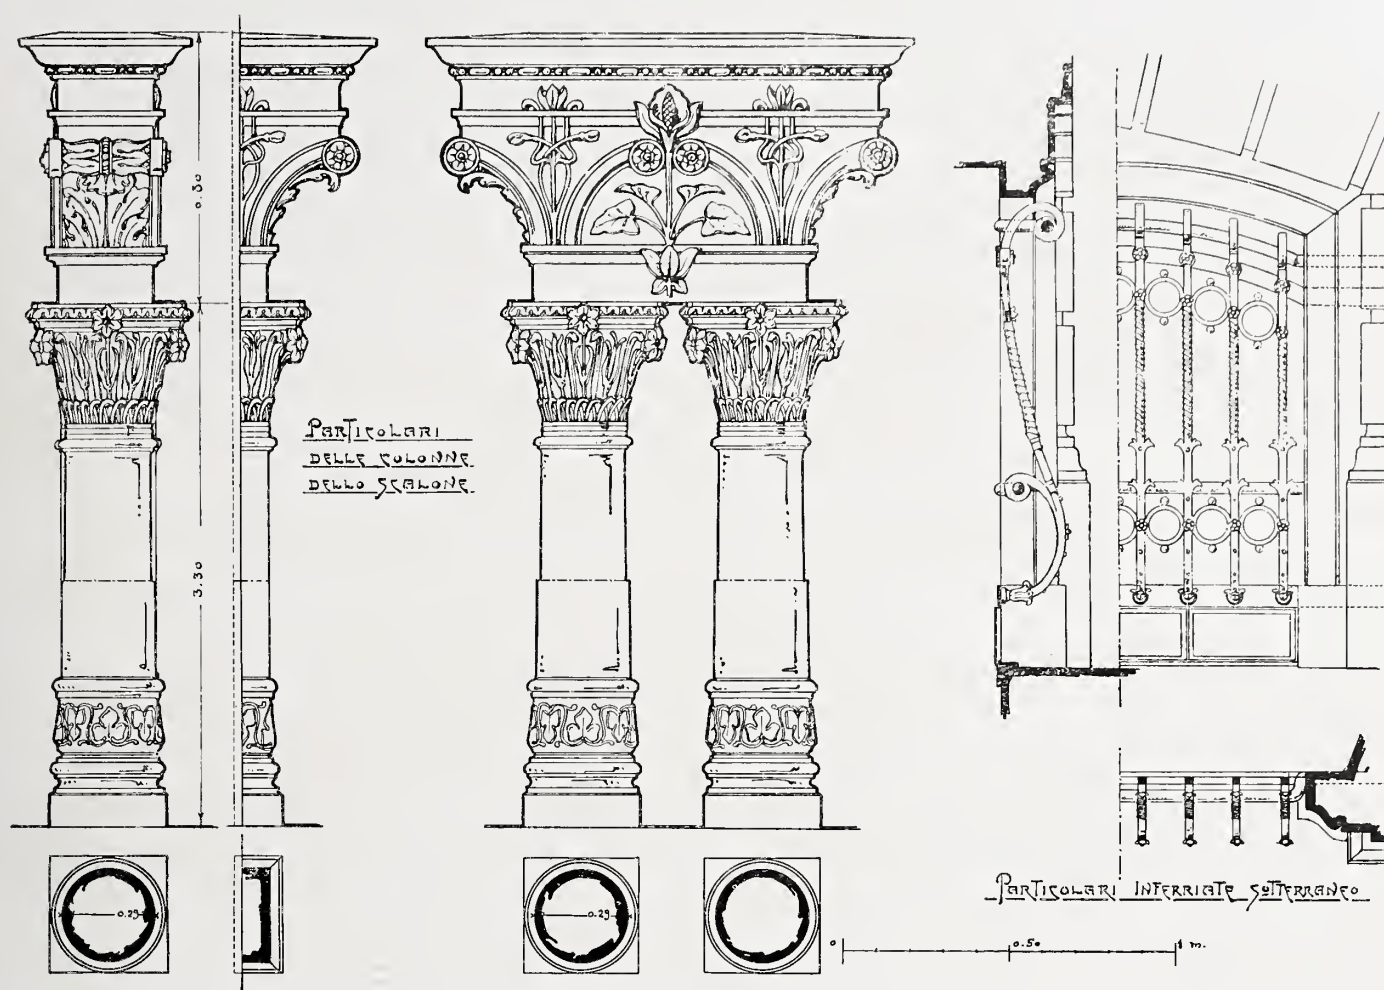 0.50
3.30
PARTICOLARI
DELLE COLONNE
DELLO SCALONE
0.29
0.29
PARTICOLARI INFERRIATE SOTTERRANEO
0 0.50 1 m.